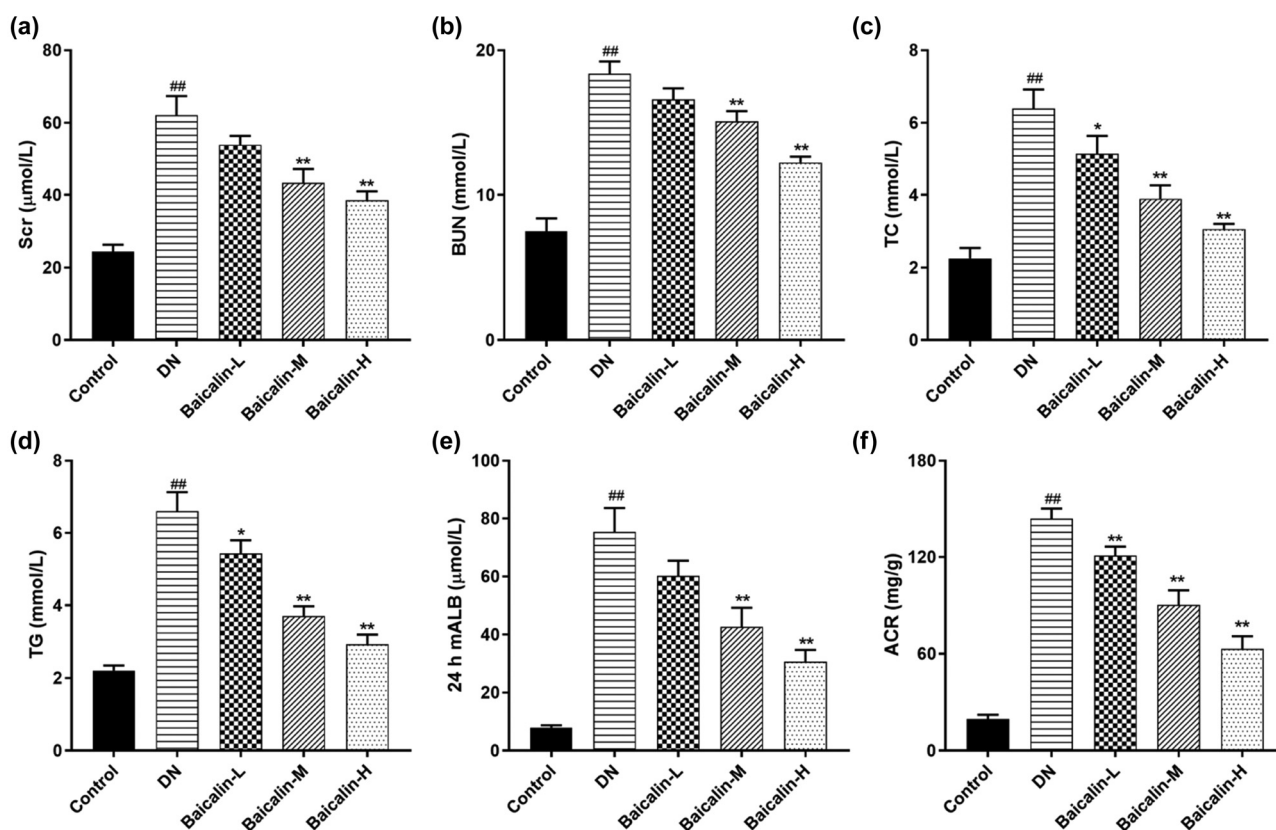 (a)
Scr (μmol/L)
80
60
40
20
0
##
**
**
Control
DN
Baicalin-L
Baicalin-M
Baicalin-H
(b)
BUN (mmol/L)
20
10
0
##
**
**
Control
DN
Baicalin-L
Baicalin-M
Baicalin-H
(c)
TC (mmol/L)
8
6
4
2
0
##
*
**
**
Control
DN
Baicalin-L
Baicalin-M
Baicalin-H
(d)
TG (mmol/L)
8
6
4
2
0
##
*
**
**
Control
DN
Baicalin-L
Baicalin-M
Baicalin-H
(e)
24 h mALB (μmol/L)
100
80
60
40
20
0
##
**
**
Control
DN
Baicalin-L
Baicalin-M
Baicalin-H
(f)
ACR (mg/g)
180
120
60
0
##
**
**
**
Control
DN
Baicalin-L
Baicalin-M
Baicalin-H